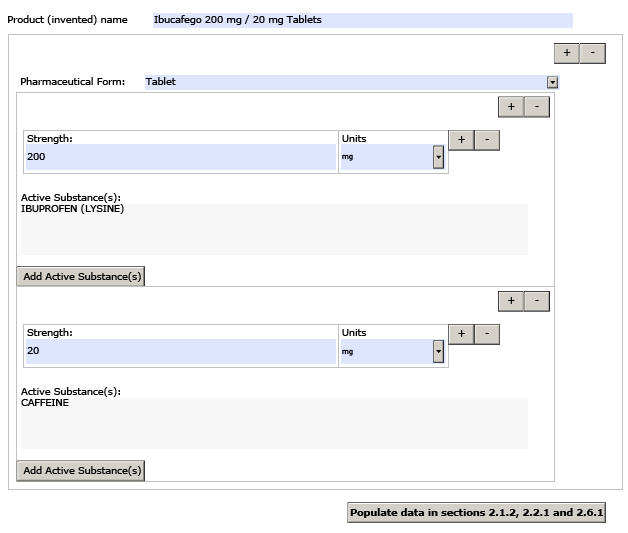 Product (invented) name Ibucafego 200 mg / 20 mg Tablets
+ -
Pharmaceutical Form: Tablet
+ -
Strength: Units + -
200 mg
Active Substance(s):
IBUPROFEN (LYSINE)
Add Active Substance(s)
+ -
Strength: Units + -
20 mg
Active Substance(s):
CAFFEINE
Add Active Substance(s)
Populate data in sections 2.1.2, 2.2.1 and 2.6.1